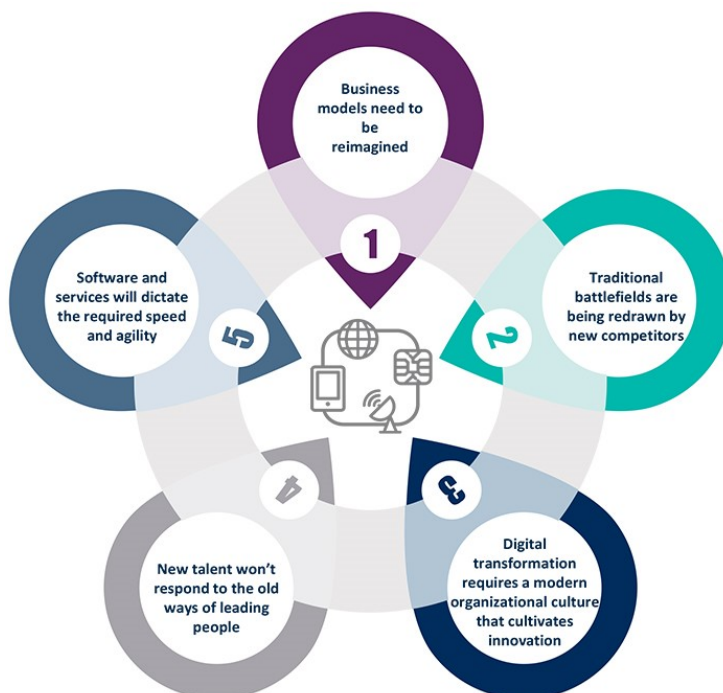 Business
models need to
be
reimagined
1
Traditional
battlefields are
being redrawn by
new competitors
2
Digital
transformation
requires a modern
organizational culture
that cultivates
innovation
3
New talent won’t
respond to the old
ways of leading
people
4
Software and
services will dictate
the required speed
and agility
5